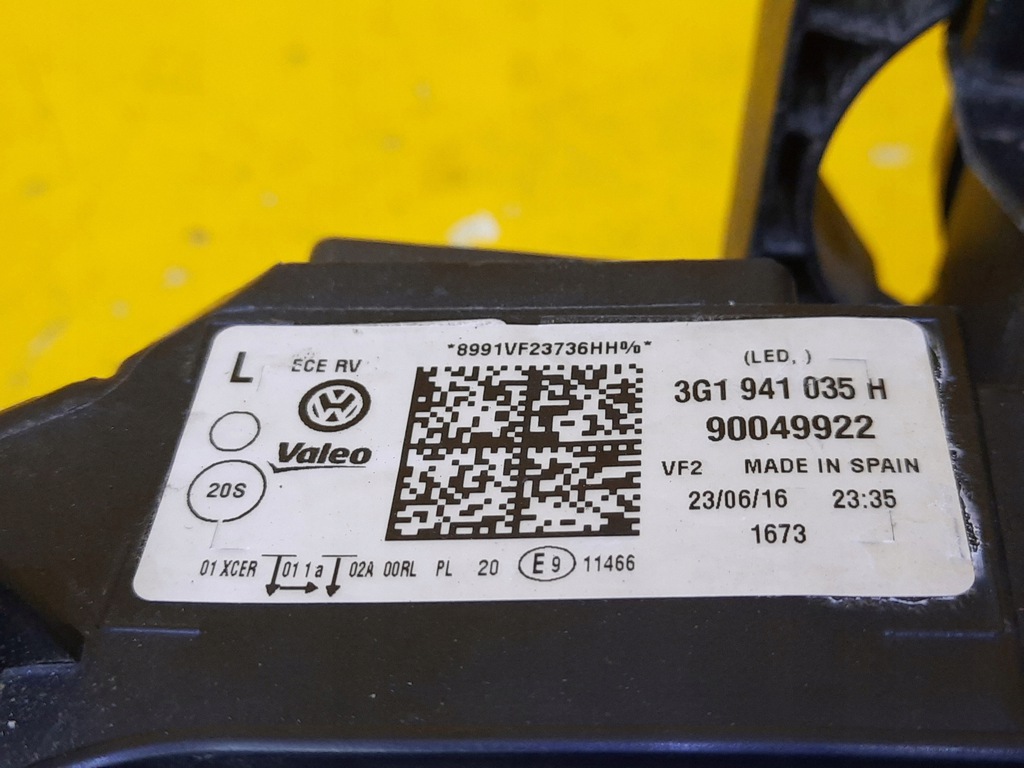 L
ECE RV
*8991VF23736HH%*
(LED, )
3G1 941 035 H
90049922
Valeo
20S
VF2 MADE IN SPAIN
23/06/16 23:35
1673
01 XCER 01 1a 02A 00RL PL 20 E9 11466